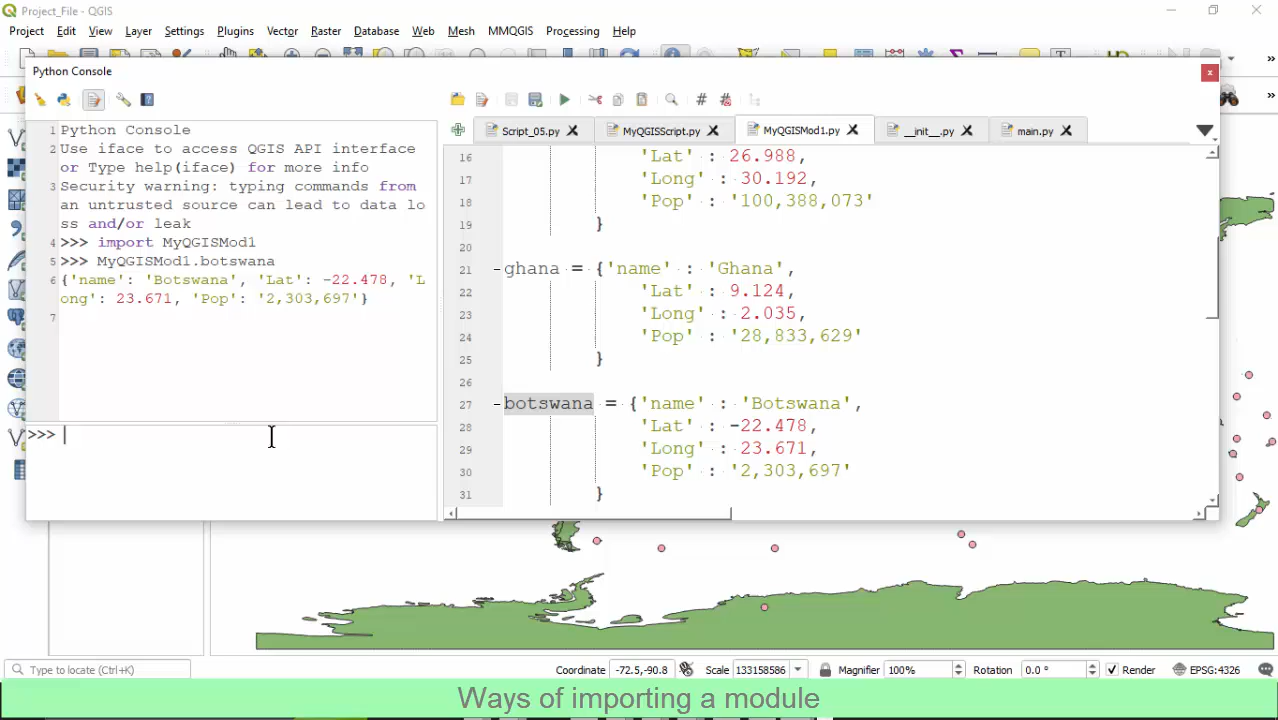 Project_File - QGIS
Project Edit View Layer Settings Plugins Vector Raster Database Web Mesh MMQGIS Processing Help
Python Console
Script_05.py MyQGISScript.py MyQGISMod1.py __init__.py main.py
1 Python Console
2 Use iface to access QGIS API interface
or Type help(iface) for more info
3 Security warning: typing commands from
an untrusted source can lead to data lo
ss and/or leak
4 >>> import MyQGISMod1
5 >>> MyQGISMod1.botswana
6 {'name': 'Botswana', 'Lat': -22.478, 'L
ong': 23.671, 'Pop': '2,303,697'}
7
>>>
16 'Lat' : 26.988,
17 'Long' : 30.192,
18 'Pop' : '100,388,073'
19 }
20
21 ghana = {'name' : 'Ghana',
22 'Lat' : 9.124,
23 'Long' : 2.035,
24 'Pop' : '28,833,629'
25 }
26
27 botswana = {'name' : 'Botswana',
28 'Lat' : -22.478,
29 'Long' : 23.671,
30 'Pop' : '2,303,697'
31 }
Type to locate (Ctrl+K) Coordinate -72.5,-90.8 Scale 133158586 Magnifier 100% Rotation 0.0 ° Render EPSG:4326
Ways of importing a module